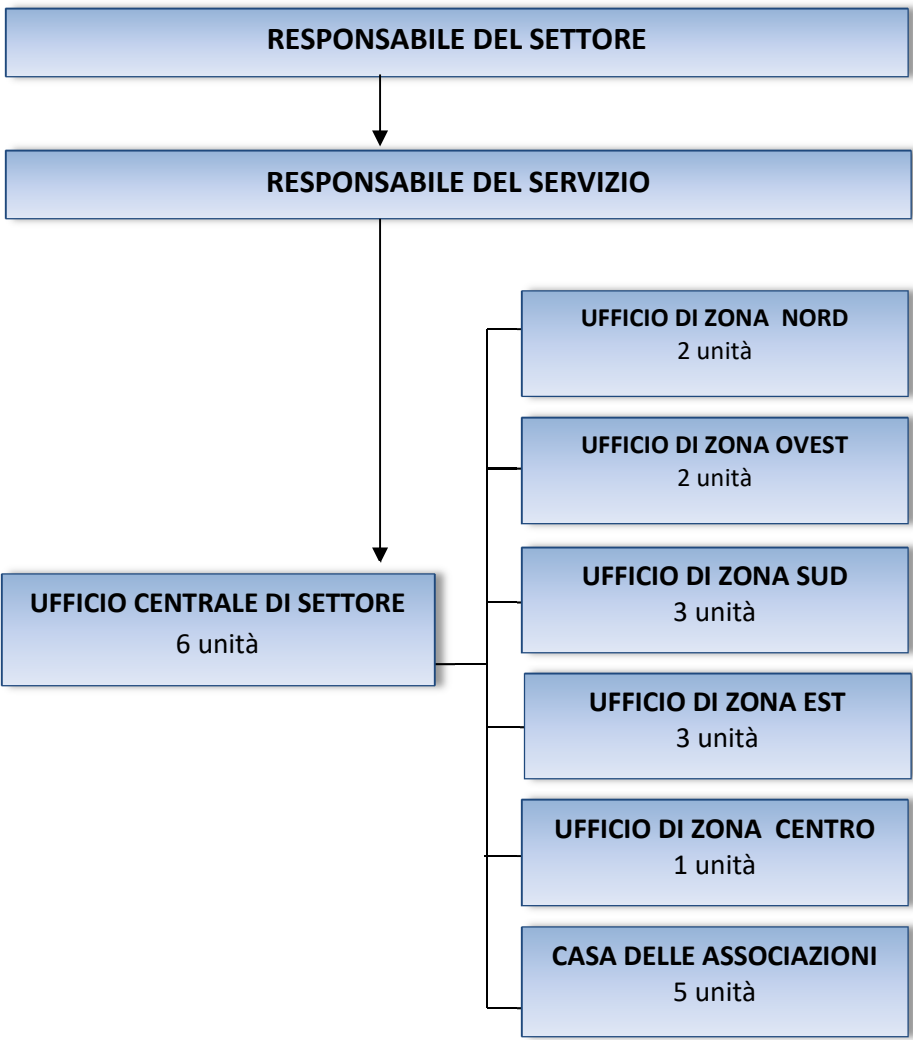 RESPONSABILE DEL SETTORE
RESPONSABILE DEL SERVIZIO
UFFICIO DI ZONA  NORD
2 unità
UFFICIO DI ZONA OVEST
2 unità
UFFICIO DI ZONA SUD
3 unità
UFFICIO CENTRALE DI SETTORE
6 unità
UFFICIO DI ZONA EST
3 unità
UFFICIO DI ZONA  CENTRO
1 unità
CASA DELLE ASSOCIAZIONI
5 unità